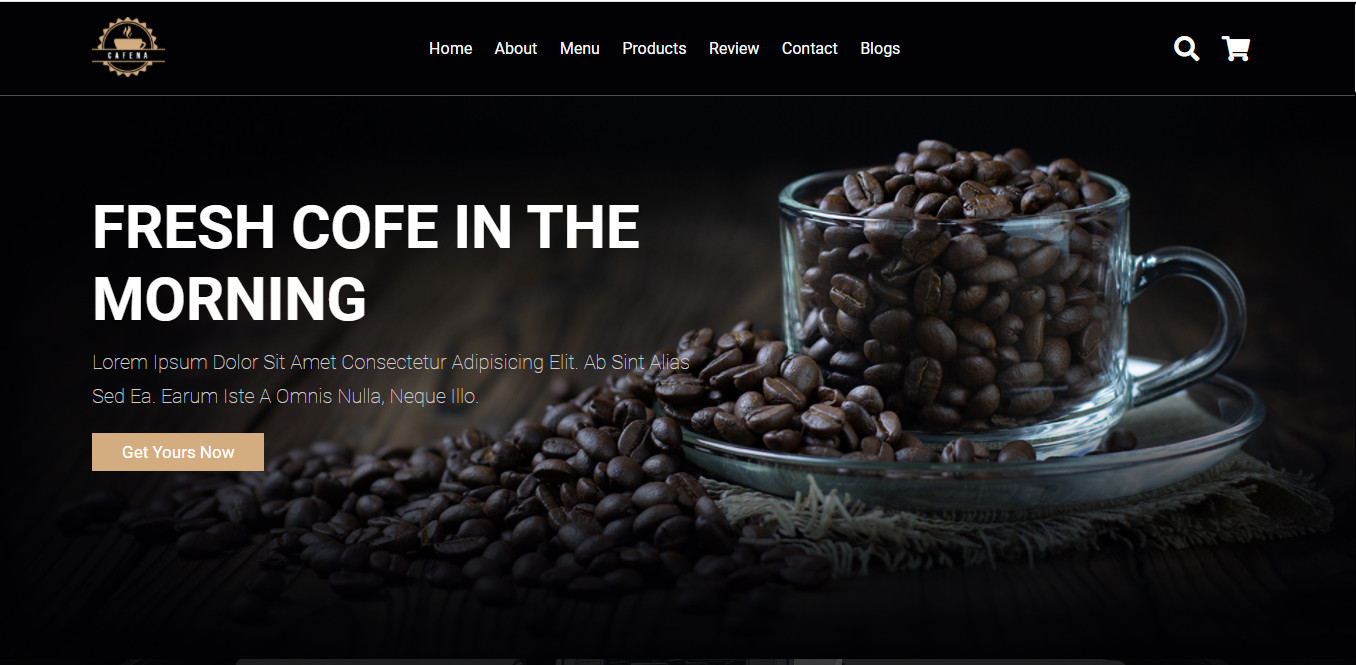 CAFENA
Home About Menu Products Review Contact Blogs
FRESH COFE IN THE
MORNING
Lorem Ipsum Dolor Sit Amet Consectetur Adipisicing Elit. Ab Sint Alias
Sed Ea. Earum Iste A Omnis Nulla, Neque Illo.
Get Yours Now